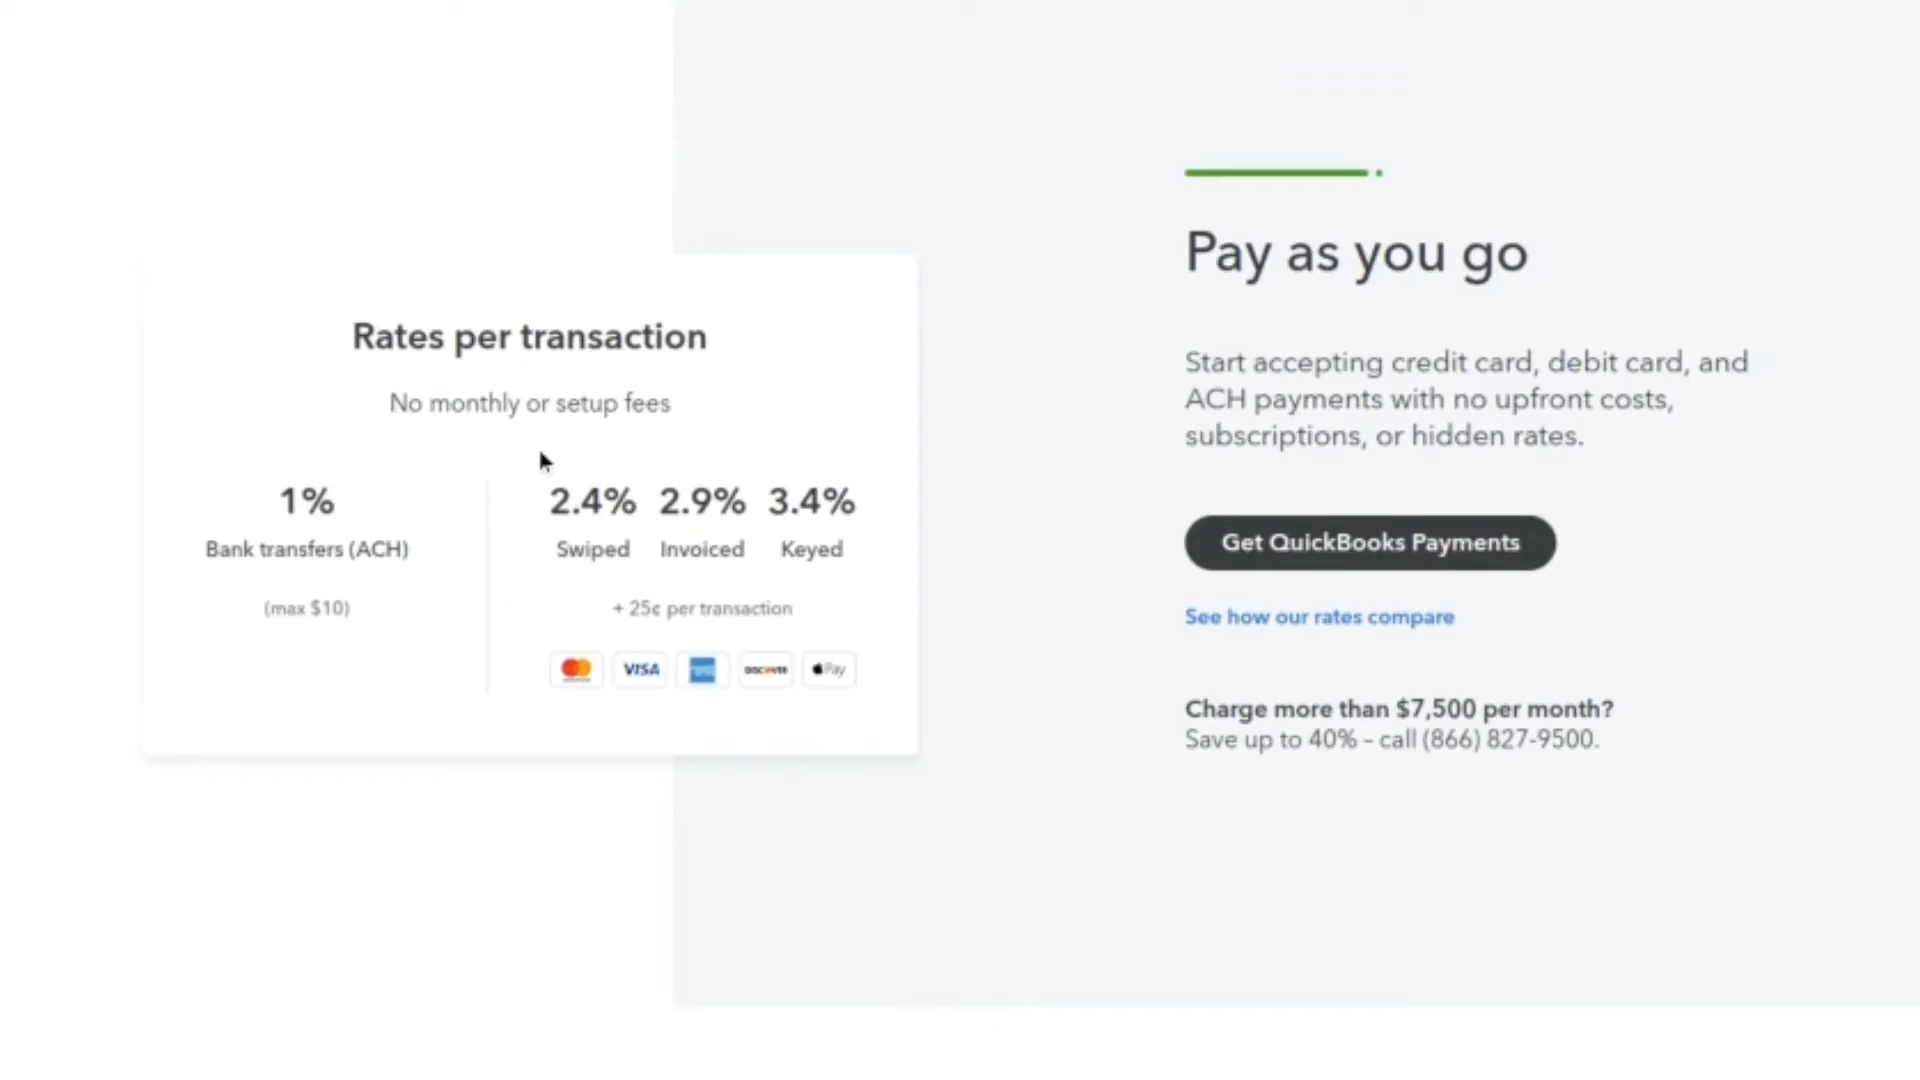 Rates per transaction
No monthly or setup fees
1%
Bank transfers (ACH)
(max $10)
2.4% 2.9% 3.4%
Swiped Invoiced Keyed
+ 25¢ per transaction
VISA DISCOVER Pay
Pay as you go
Start accepting credit card, debit card, and
ACH payments with no upfront costs,
subscriptions, or hidden rates.
Get QuickBooks Payments
See how our rates compare
Charge more than $7,500 per month?
Save up to 40% – call (866) 827-9500.